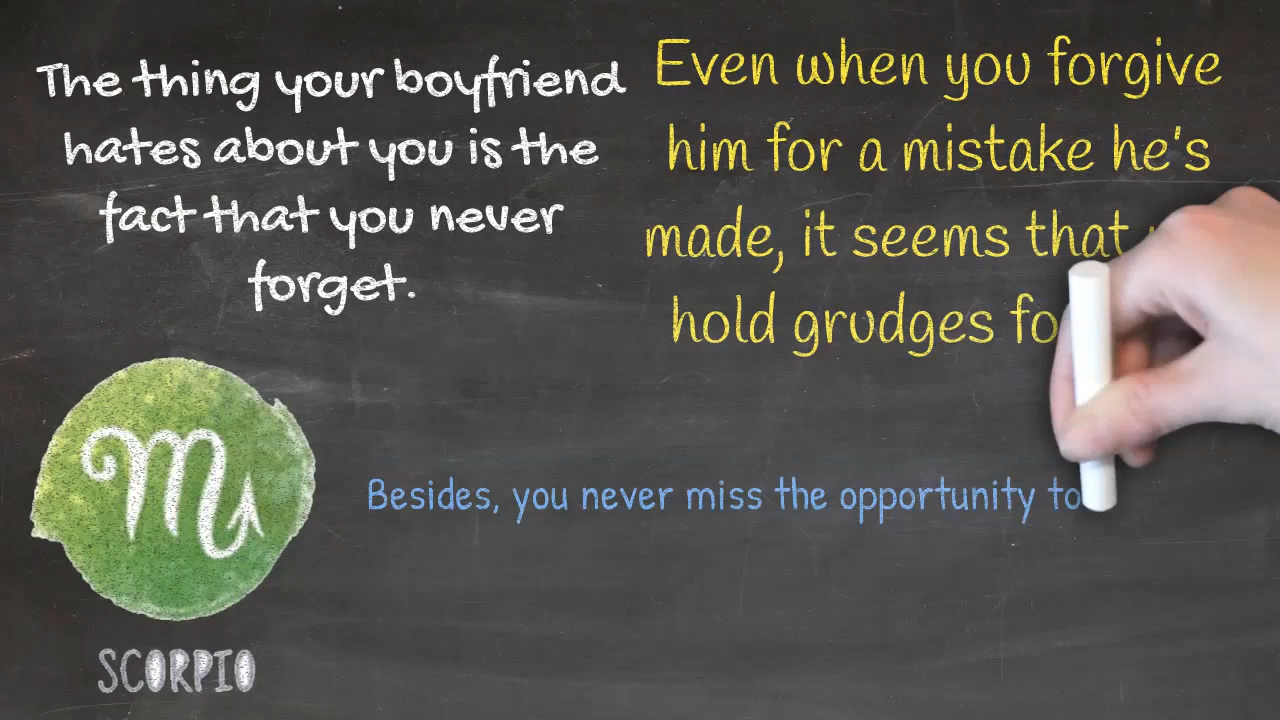 The thing your boyfriend
hates about you is the
fact that you never
forget.
Even when you forgive
him for a mistake he's
made, it seems that
hold grudges
Besides, you never miss the opportunity to
SCORPIO